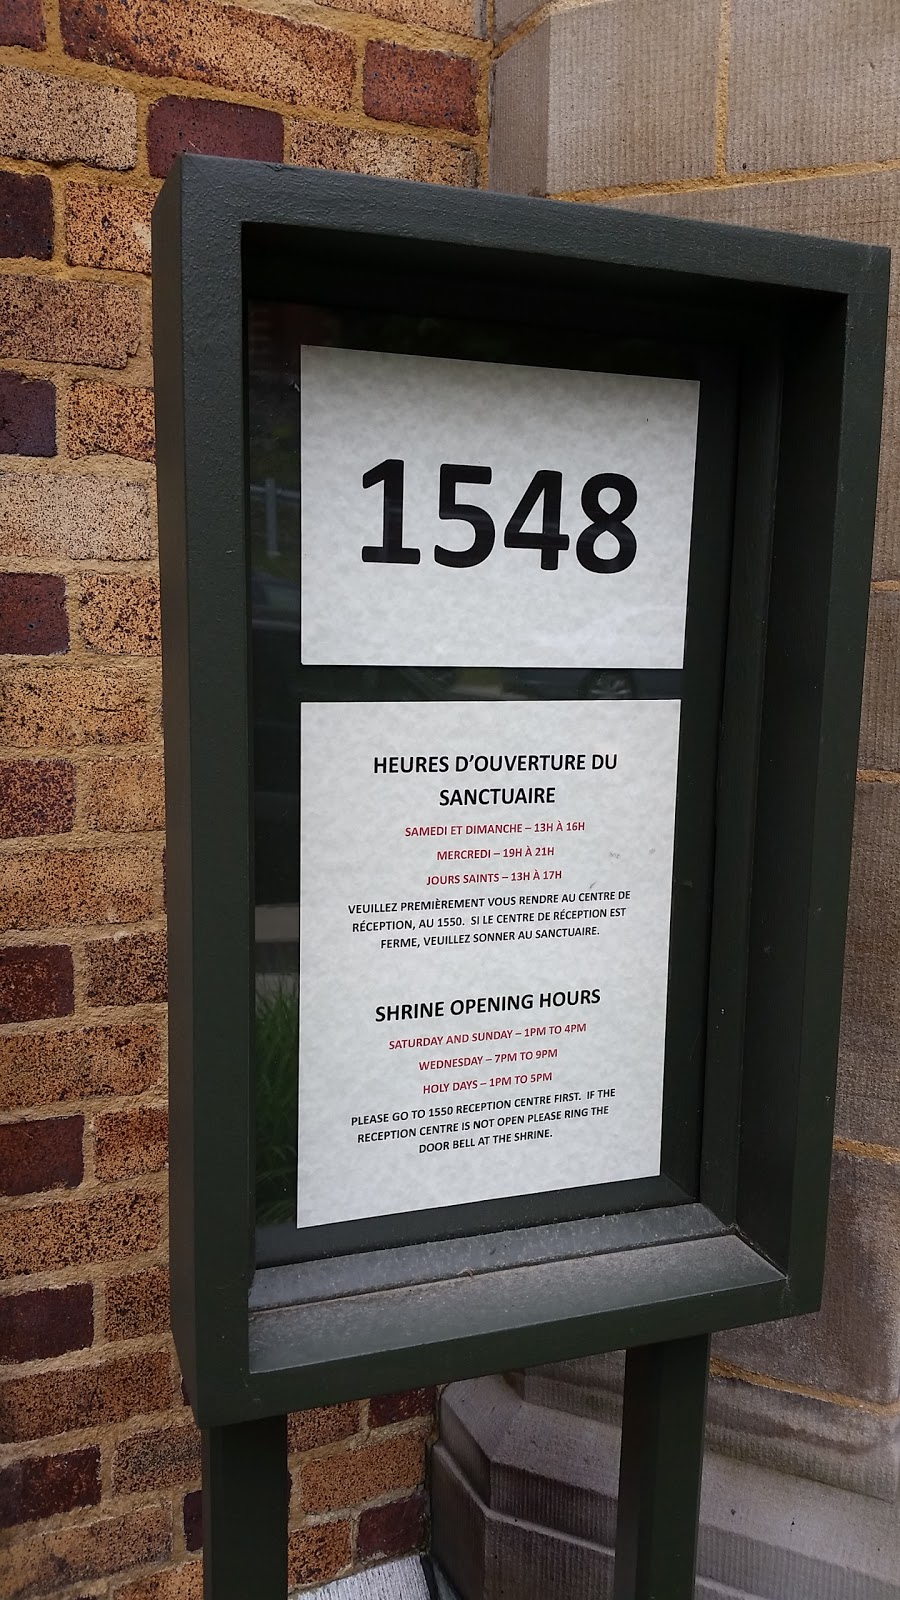 1548
HEURES D'OUVERTURE DU
SANCTUAIRE
SAMEDI ET DIMANCHE – 13H À 16H
MERCREDI – 19H À 21H
JOURS SAINTS – 13H À 17H
VEUILLEZ PREMIÈREMENT VOUS RENDRE AU CENTRE DE
RÉCEPTION, AU 1550. SI LE CENTRE DE RÉCEPTION EST
FERME, VEUILLEZ SONNER AU SANCTUAIRE.
SHRINE OPENING HOURS
SATURDAY AND SUNDAY – 1PM TO 4PM
WEDNESDAY – 7PM TO 9PM
HOLY DAYS – 1PM TO 5PM
PLEASE GO TO 1550 RECEPTION CENTRE FIRST. IF THE
RECEPTION CENTRE IS NOT OPEN PLEASE RING THE
DOOR BELL AT THE SHRINE.